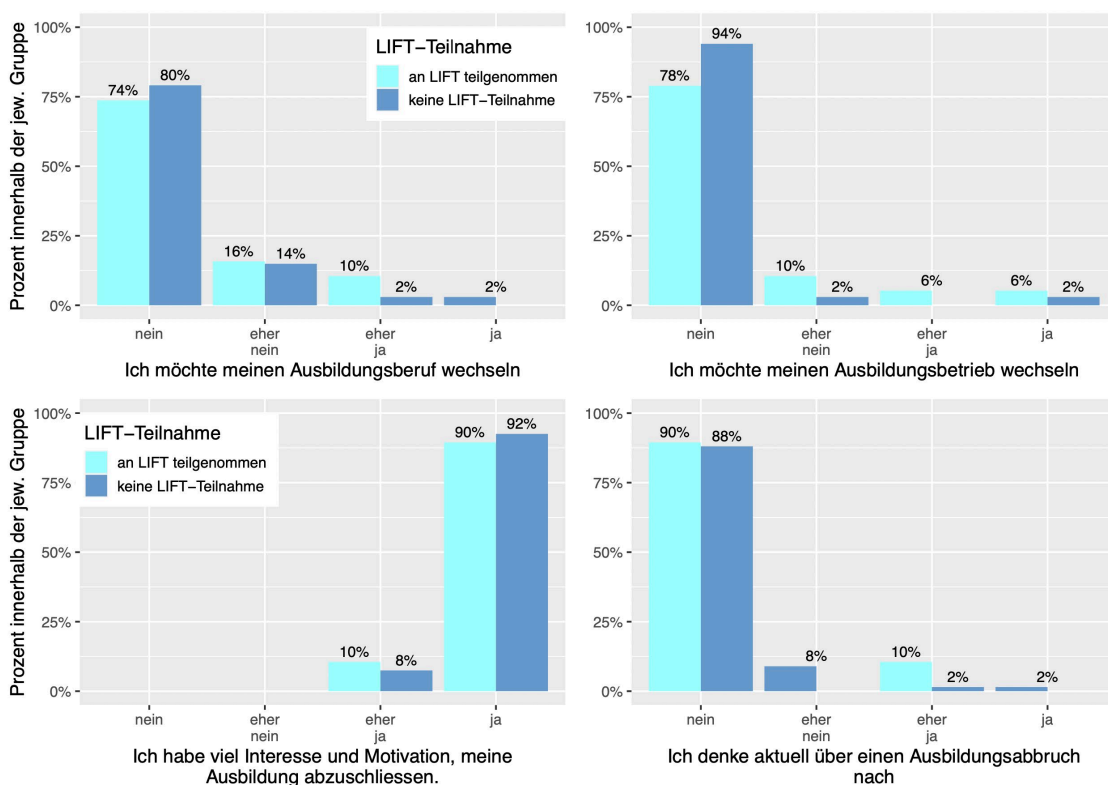 Prozent innerhalb der jew. Gruppe
100%
75%
50%
25%
0%
LIFT−Teilnahme
an LIFT teilgenommen
keine LIFT−Teilnahme
74%
80%
16%
14%
10%
2%
2%
nein
eher
nein
eher
ja
ja
Ich möchte meinen Ausbildungsberuf wechseln
100%
75%
50%
25%
0%
78%
94%
10%
2%
6%
6%
2%
nein
eher
nein
eher
ja
ja
Ich möchte meinen Ausbildungsbetrieb wechseln
Prozent innerhalb der jew. Gruppe
100%
75%
50%
25%
0%
LIFT−Teilnahme
an LIFT teilgenommen
keine LIFT−Teilnahme
10%
8%
90%
92%
nein
eher
nein
eher
ja
ja
Ich habe viel Interesse und Motivation, meine
Ausbildung abzuschliessen.
100%
75%
50%
25%
0%
90%
88%
8%
10%
2%
2%
nein
eher
nein
eher
ja
ja
Ich denke aktuell über einen Ausbildungsabbruch
nach